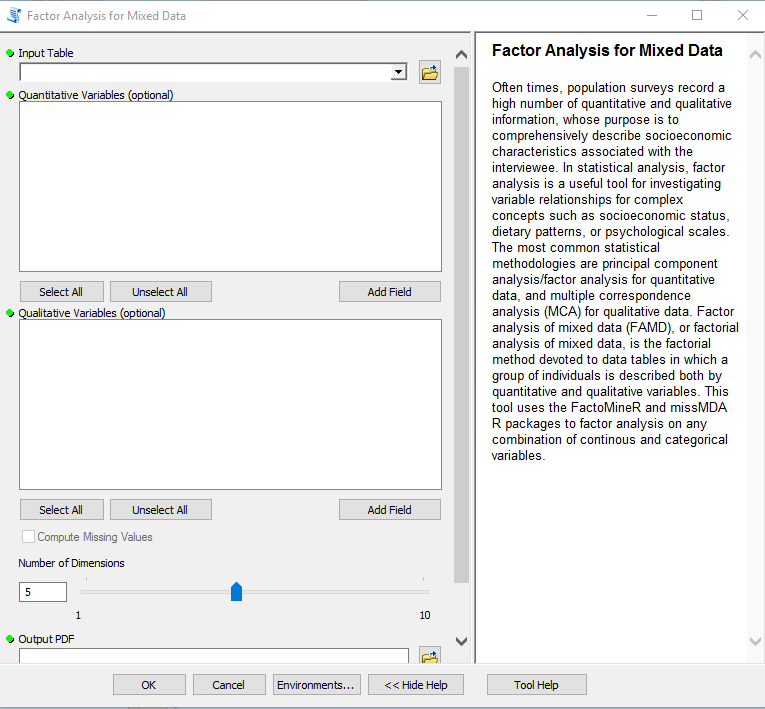 Factor Analysis for Mixed Data
Input Table
Quantitative Variables (optional)
Select All
Unselect All
Add Field
Qualitative Variables (optional)
Select All
Unselect All
Add Field
Compute Missing Values
Number of Dimensions
5
1
10
Output PDF
Factor Analysis for Mixed Data
Often times, population surveys record a
high number of quantitative and qualitative
information, whose purpose is to
comprehensively describe socioeconomic
characteristics associated with the
interviewee. In statistical analysis, factor
analysis is a useful tool for investigating
variable relationships for complex
concepts such as socioeconomic status,
dietary patterns, or psychological scales.
The most common statistical
methodologies are principal component
analysis/factor analysis for quantitative
data, and multiple correspondence
analysis (MCA) for qualitative data. Factor
analysis of mixed data (FAMD), or factorial
analysis of mixed data, is the factorial
method devoted to data tables in which a
group of individuals is described both by
quantitative and qualitative variables. This
tool uses the FactoMineR and missMDA
R packages to factor analysis on any
combination of continous and categorical
variables.
OK
Cancel
Environments...
<< Hide Help
Tool Help